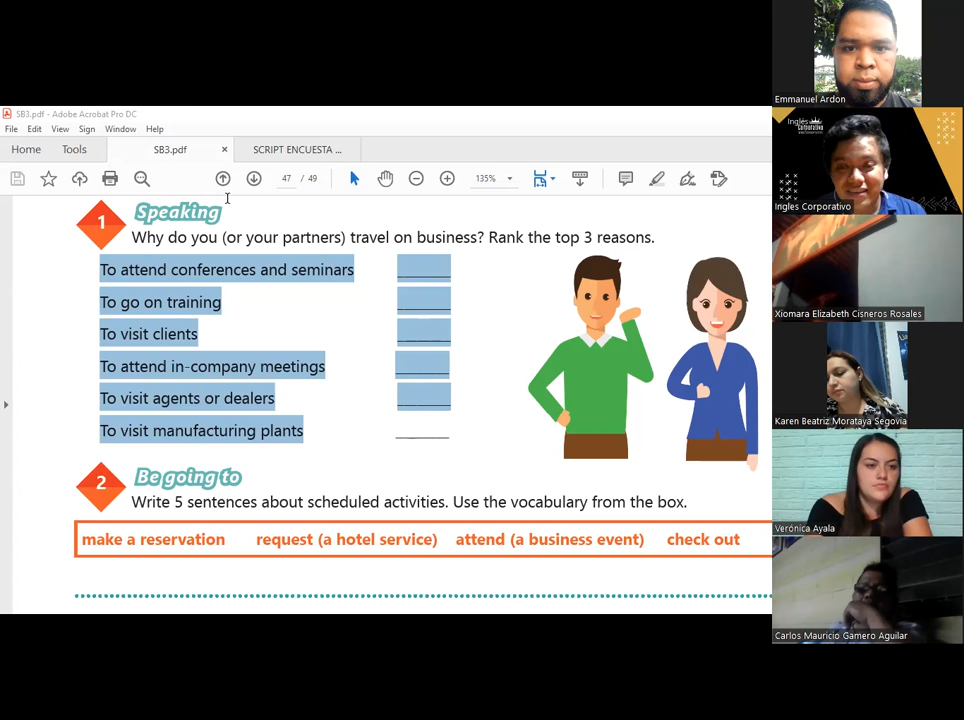 SB3.pdf - Adobe Acrobat Pro DC
File Edit View Sign Window Help
Home Tools SB3.pdf × SCRIPT ENCUESTA ...
47 / 49 135%
1 Speaking
Why do you (or your partners) travel on business? Rank the top 3 reasons.
To attend conferences and seminars
To go on training
To visit clients
To attend in-company meetings
To visit agents or dealers
To visit manufacturing plants
2 Be going to
Write 5 sentences about scheduled activities. Use the vocabulary from the box.
make a reservation request (a hotel service) attend (a business event) check out
Emmanuel Ardon
Inglés Corporativo
Ingles Corporativo
Xiomara Elizabeth Cisneros Rosales
Karen Beatriz Morataya Segovia
Verónica Ayala
Carlos Mauricio Gamero Aguilar